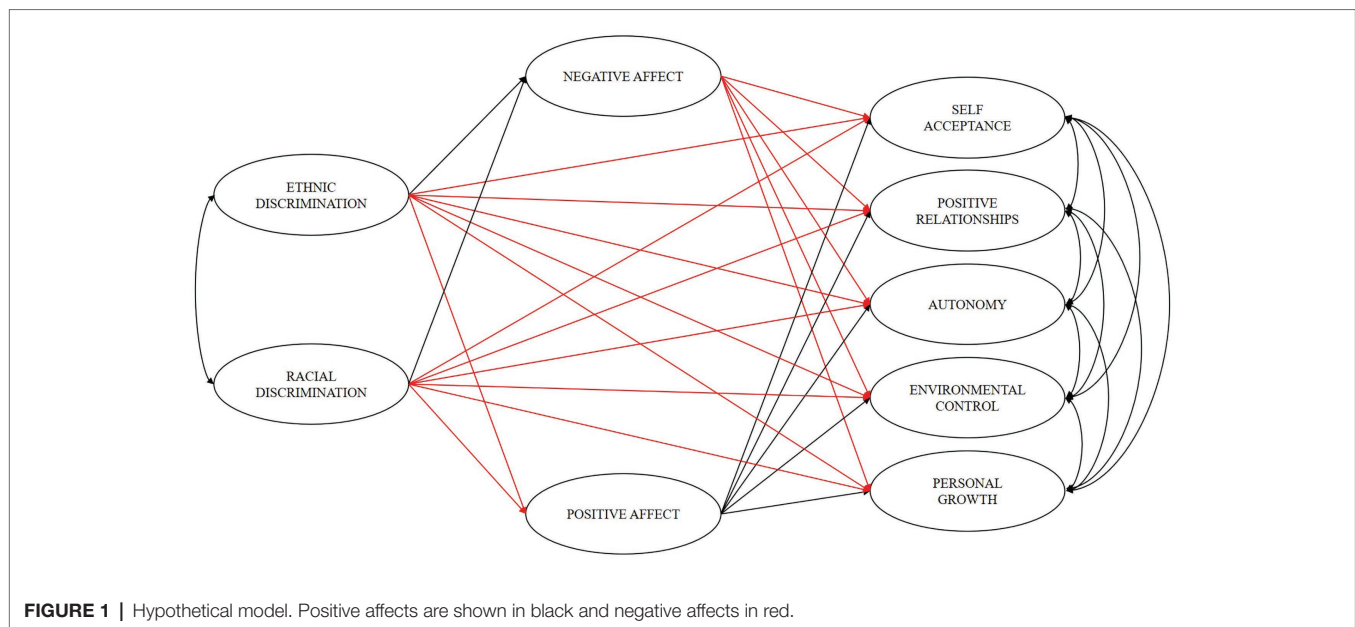 NEGATIVE AFFECT
SELF
ACCEPTANCE
ETHNIC
DISCRIMINATION
POSITIVE
RELATIONSHIPS
AUTONOMY
RACIAL
DISCRIMINATION
ENVIRONMENTAL
CONTROL
POSITIVE AFFECT
PERSONAL
GROWTH
FIGURE 1 | Hypothetical model. Positive affects are shown in black and negative affects in red.